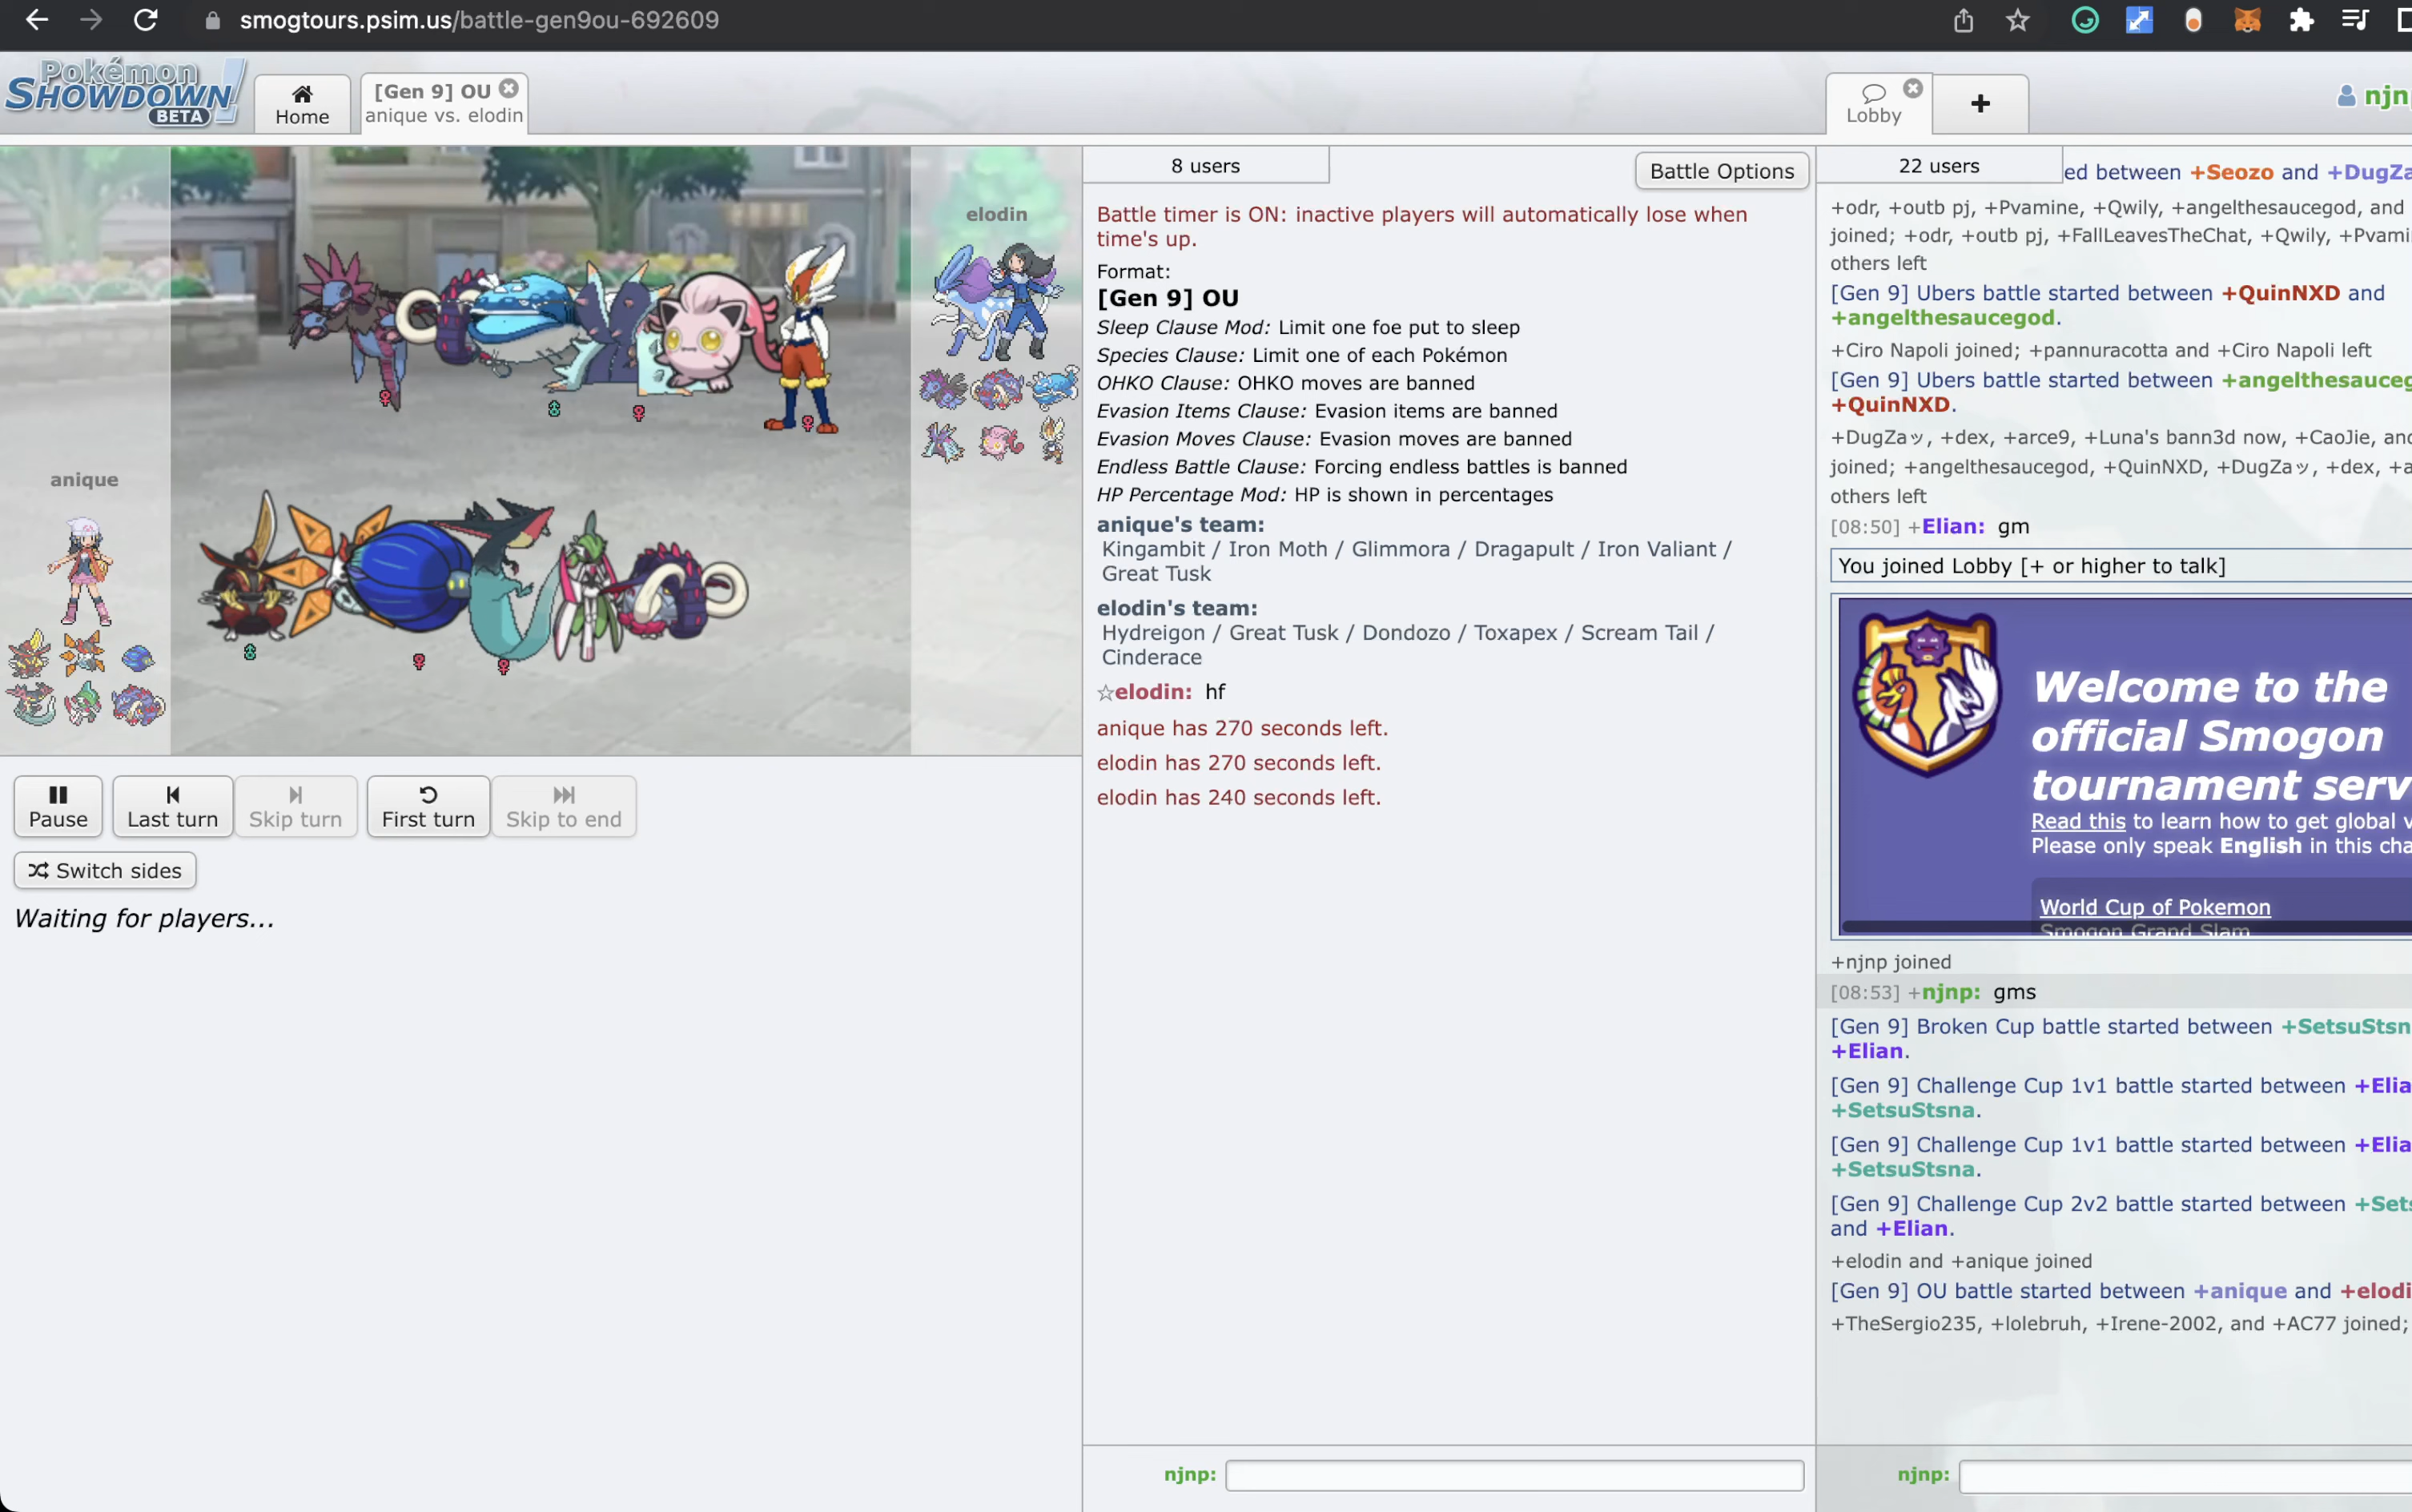 smogtours.psim.us/battle-gen9ou-692609
Pokémon
SHOWDOWN!
BETA
Home
[Gen 9] OU
anique vs. elodin
Lobby
njn
elodin
anique
Pause
Last turn
Skip turn
First turn
Skip to end
Switch sides
Waiting for players...
8 users
Battle Options
Battle timer is ON: inactive players will automatically lose when
time's up.
Format:
[Gen 9] OU
Sleep Clause Mod: Limit one foe put to sleep
Species Clause: Limit one of each Pokémon
OHKO Clause: OHKO moves are banned
Evasion Items Clause: Evasion items are banned
Evasion Moves Clause: Evasion moves are banned
Endless Battle Clause: Forcing endless battles is banned
HP Percentage Mod: HP is shown in percentages
anique's team:
Kingambit / Iron Moth / Glimmora / Dragapult / Iron Valiant /
Great Tusk
elodin's team:
Hydreigon / Great Tusk / Dondozo / Toxapex / Scream Tail /
Cinderace
☆elodin: hf
anique has 270 seconds left.
elodin has 270 seconds left.
elodin has 240 seconds left.
njnp:
22 users
ed between +Seozo and +DugZa
+odr, +outb pj, +Pvamine, +Qwily, +angelthesaucegod, and
joined; +odr, +outb pj, +FallLeavesTheChat, +Qwily, +Pvami
others left
[Gen 9] Ubers battle started between +QuinNXD and
+angelthesaucegod.
+Ciro Napoli joined; +pannuracotta and +Ciro Napoli left
[Gen 9] Ubers battle started between +angelthesauceg
+QuinNXD.
+DugZaッ, +dex, +arce9, +Luna's bann3d now, +CaoJie, and
joined; +angelthesaucegod, +QuinNXD, +DugZaッ, +dex, +a
others left
[08:50] +Elian: gm
You joined Lobby [+ or higher to talk]
Welcome to the
official Smogon
tournament serv
Read this to learn how to get global v
Please only speak English in this cha
World Cup of Pokemon
Smogon Grand Slam
+njnp joined
[08:53] +njnp: gms
[Gen 9] Broken Cup battle started between +SetsuStsn
+Elian.
[Gen 9] Challenge Cup 1v1 battle started between +Elia
+SetsuStsna.
[Gen 9] Challenge Cup 1v1 battle started between +Elia
+SetsuStsna.
[Gen 9] Challenge Cup 2v2 battle started between +Sets
and +Elian.
+elodin and +anique joined
[Gen 9] OU battle started between +anique and +elodi
+TheSergio235, +lolebruh, +Irene-2002, and +AC77 joined;
njnp: